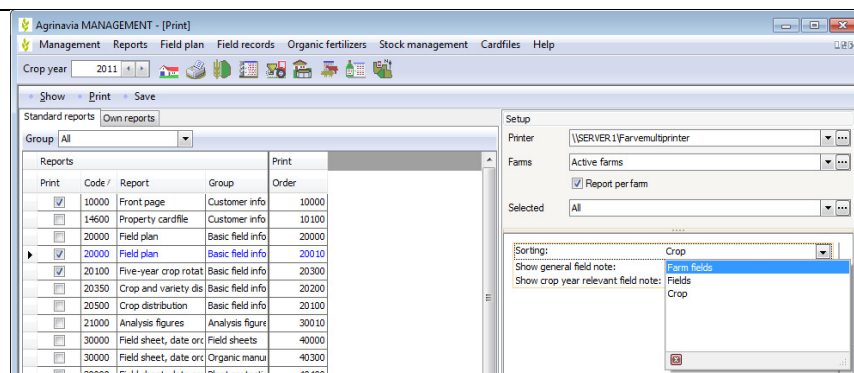 Agrinavia MANAGEMENT - [Print]
Management Reports Field plan Field records Organic fertilizers Stock management Cardfiles Help
Crop year 2011
Show Print Save
Standard reports Own reports
Group All
Reports Print
Print Code / Report Group Order
10000 Front page Customer info 10000
14600 Property cardfile Customer info 10100
20000 Field plan Basic field info 20000
20000 Field plan Basic field info 20010
20100 Five-year crop rotat Basic field info 20300
20350 Crop and variety dis Basic field info 20200
20500 Crop distribution Basic field info 20100
21000 Analysis figures Analysis figure 30010
30000 Field sheet, date orc Field sheets 40000
30000 Field sheet, date orc Organic manur 40300
Setup
Printer \\SERVER1\Farvemultiprinter
Farms Active farms
Report per farm
Selected All
Sorting: Crop
Show general field note: Farm fields
Show crop year relevant field note: Fields
Crop